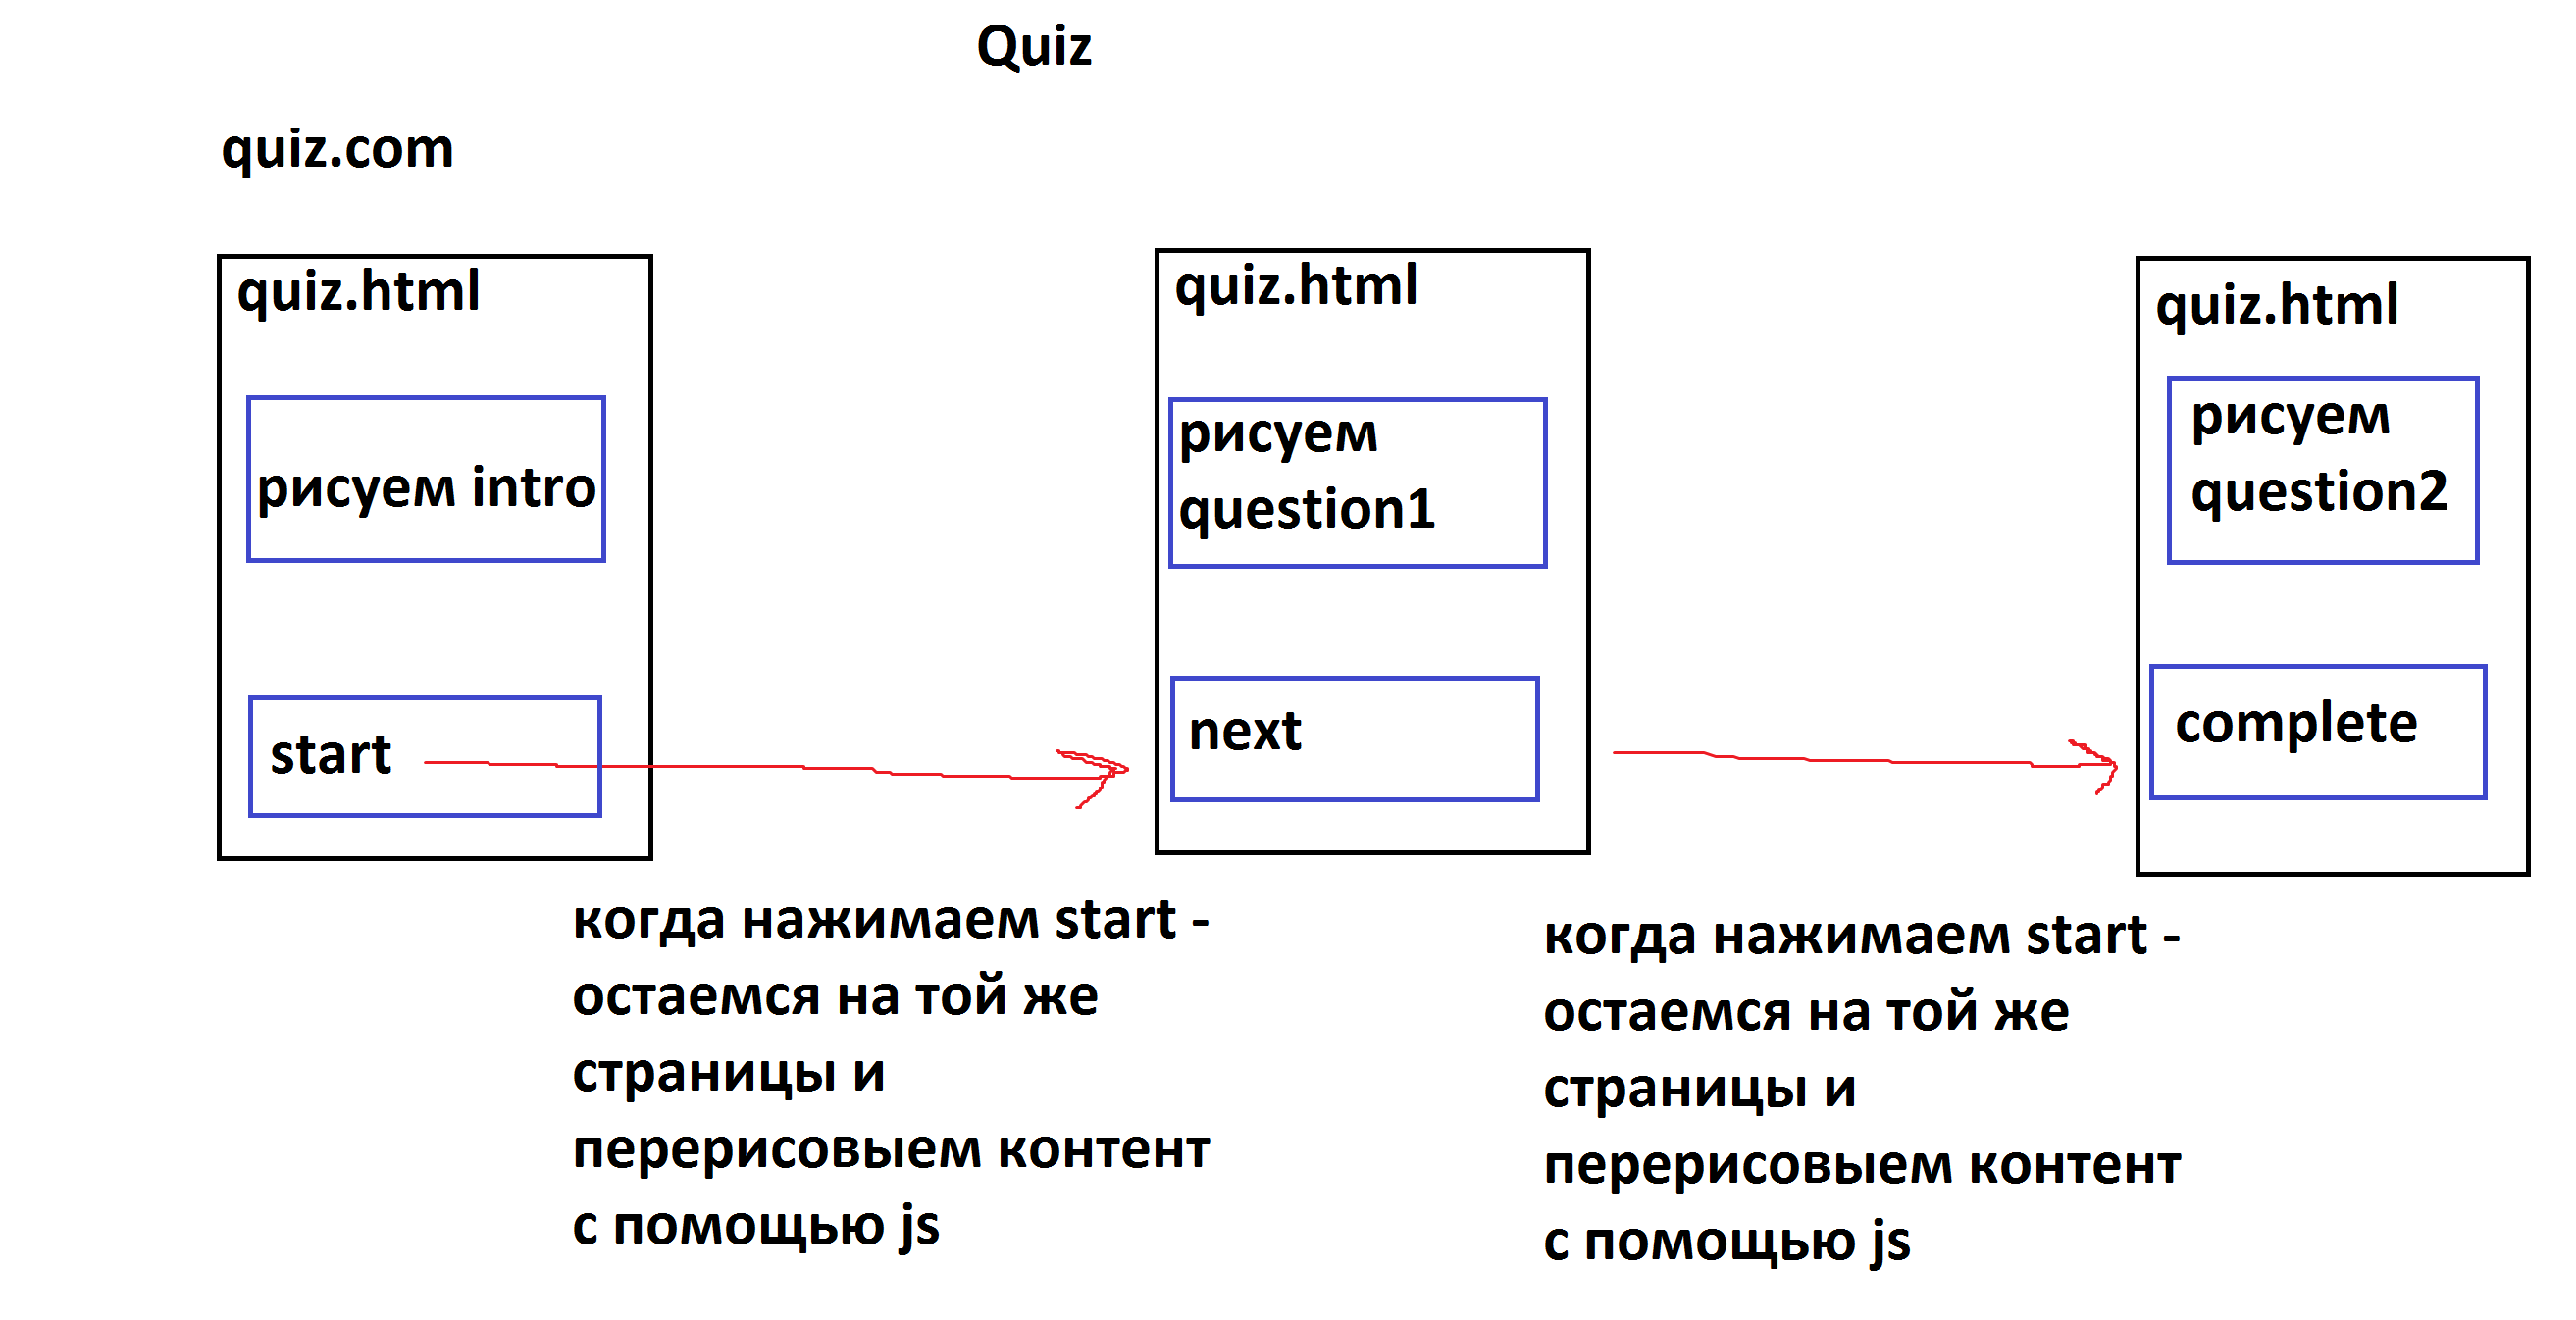 Quiz
quiz.com
quiz.html
рисуем intro
start
quiz.html
рисуем
question1
next
quiz.html
рисуем
question2
complete
когда нажимаем start -
остаемся на той же
страницы и
перерисовыем контент
с помощью js
когда нажимаем start -
остаемся на той же
страницы и
перерисовыем контент
с помощью js